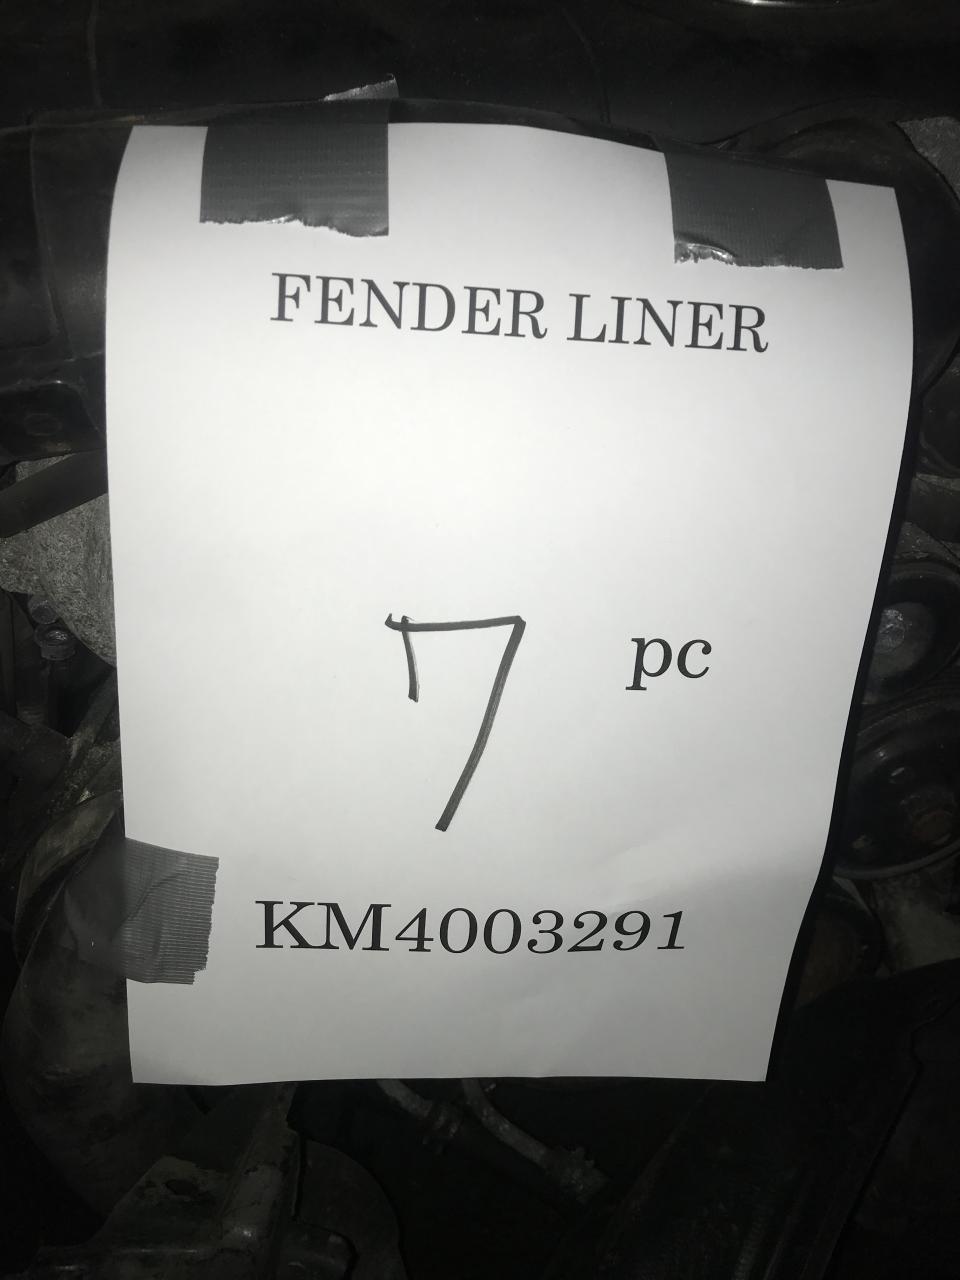 FENDER LINER
7 pc
KM4003291